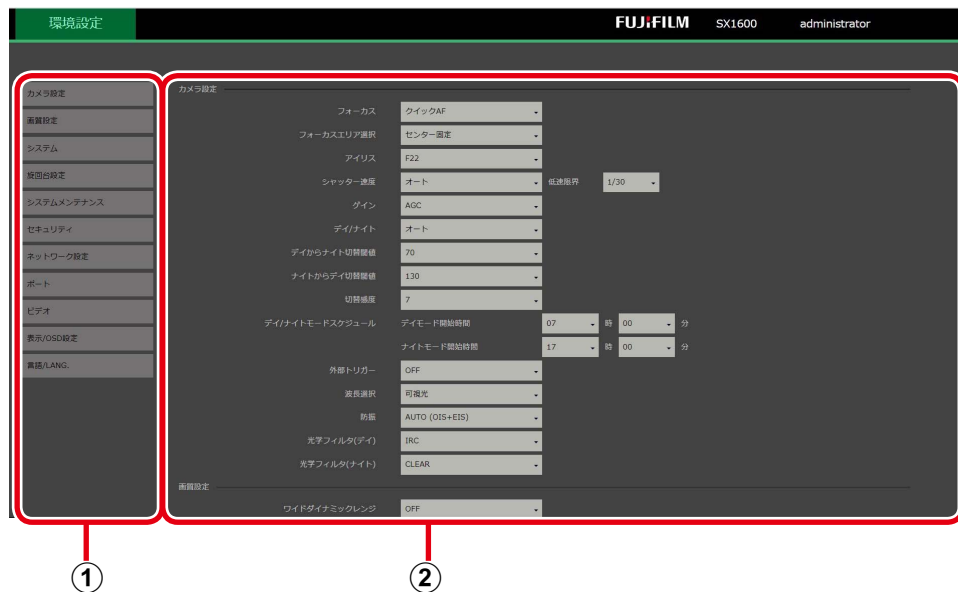 環境設定 FUJIFILM SX1600 administrator
カメラ設定
画質設定
システム
旋回台設定
システムメンテナンス
セキュリティ
ネットワーク設定
ポート
ビデオ
表示/OSD設定
言語/LANG.
カメラ設定
フォーカス クイックAF
フォーカスエリア選択 センター固定
アイリス F22
シャッター速度 オート 低速限界 1/30
ゲイン AGC
デイ/ナイト オート
デイからナイト切替閾値 70
ナイトからデイ切替閾値 130
切替感度 7
デイ/ナイトモードスケジュール デイモード開始時間 07 時 00 分
ナイトモード開始時間 17 時 00 分
外部トリガー OFF
波長選択 可視光
防振 AUTO (OIS+EIS)
光学フィルタ(デイ) IRC
光学フィルタ(ナイト) CLEAR
画質設定
ワイドダイナミックレンジ OFF
① ②